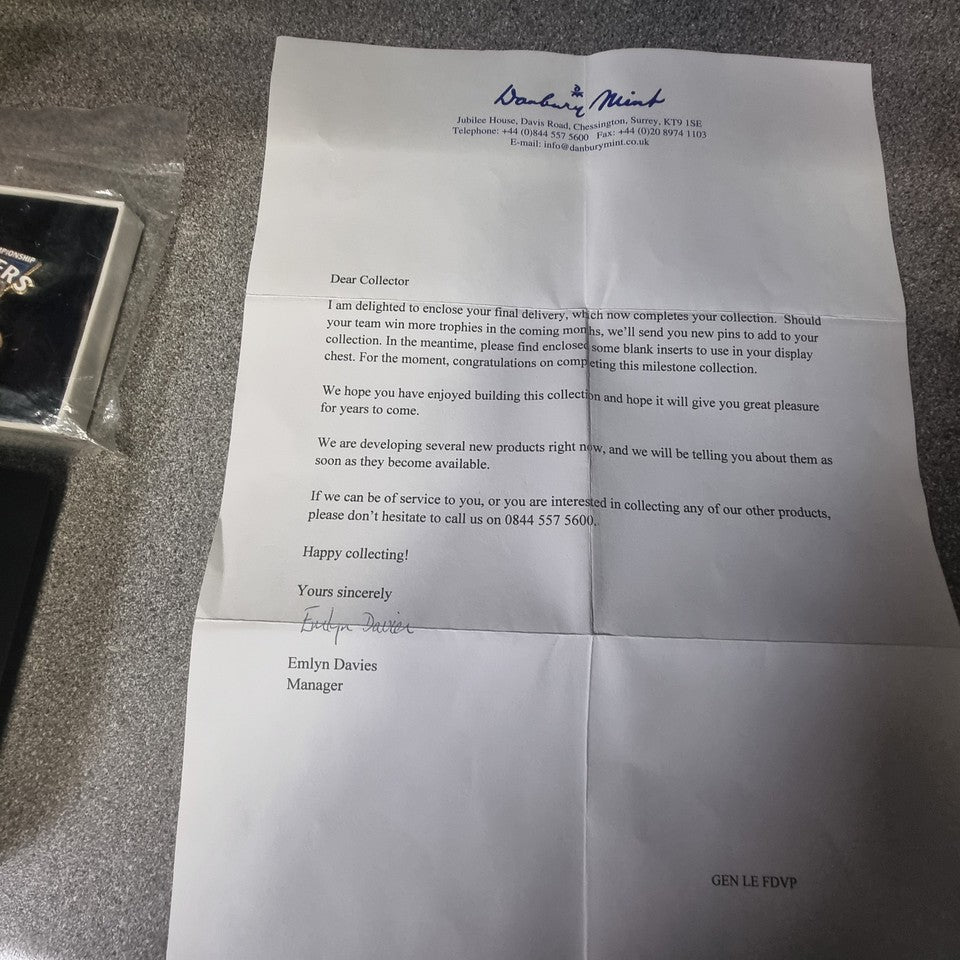 Danbury Mint
Jubilee House, Davis Road, Chessington, Surrey, KT9 1SE
Telephone: +44 (0)844 557 5600 Fax: +44 (0)20 8974 1103
E-mail: info@danburymint.co.uk
Dear Collector
I am delighted to enclose your final delivery, which now completes your collection. Should
your team win more trophies in the coming months, we'll send you new pins to add to your
collection. In the meantime, please find enclosed some blank inserts to use in your display
chest. For the moment, congratulations on completing this milestone collection.
We hope you have enjoyed building this collection and hope it will give you great pleasure
for years to come.
We are developing several new products right now, and we will be telling you about them as
soon as they become available.
If we can be of service to you, or you are interested in collecting any of our other products,
please don't hesitate to call us on 0844 557 5600.
Happy collecting!
Yours sincerely
Emlyn Davies
Emlyn Davies
Manager
GEN LE FDVP